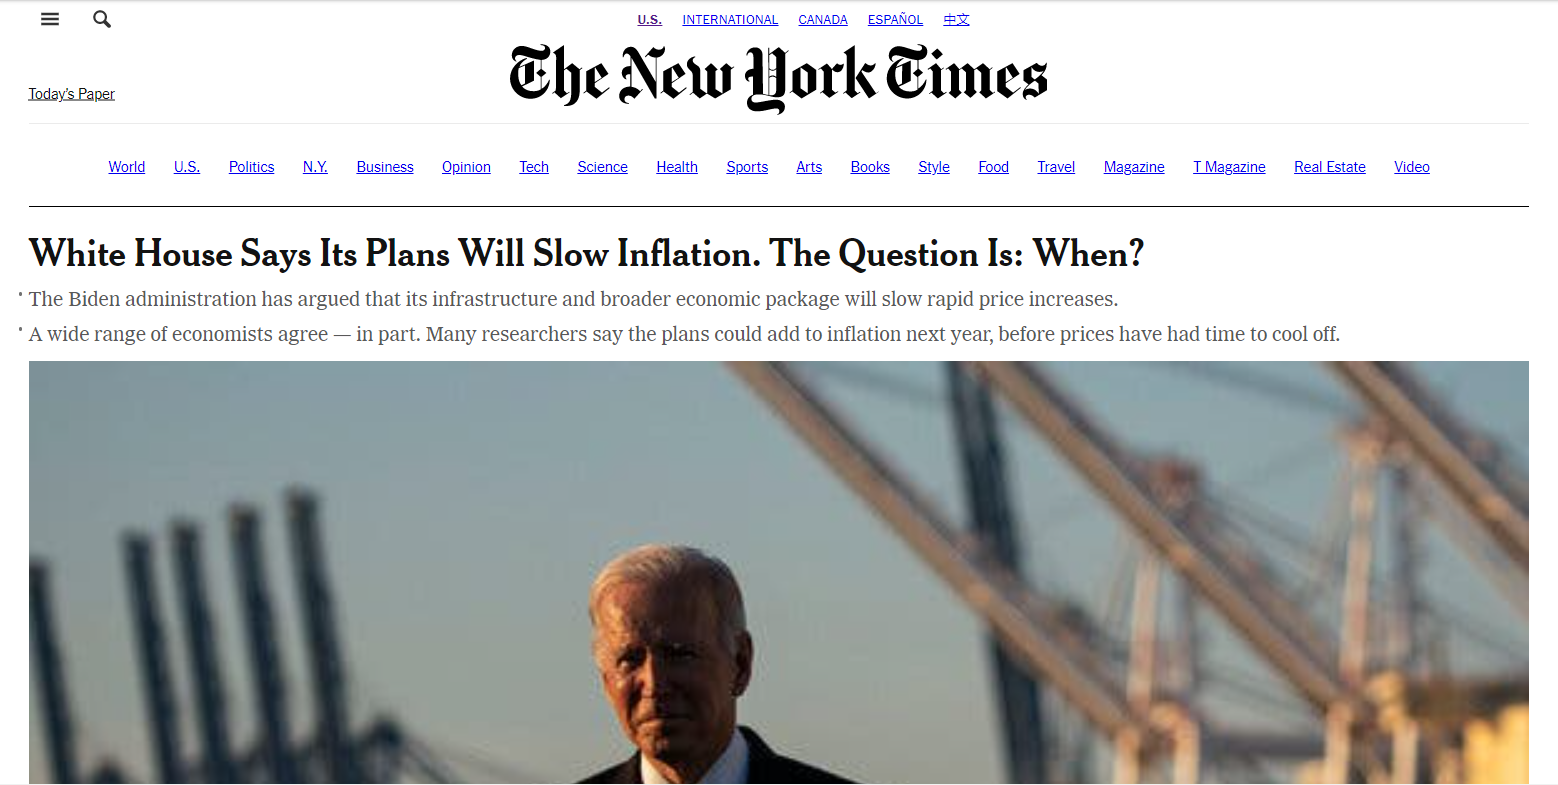 U.S. INTERNATIONAL CANADA ESPAÑOL 中文
The New York Times
Today's Paper
World U.S. Politics N.Y. Business Opinion Tech Science Health Sports Arts Books Style Food Travel Magazine T Magazine Real Estate Video
White House Says Its Plans Will Slow Inflation. The Question Is: When?
The Biden administration has argued that its infrastructure and broader economic package will slow rapid price increases.
A wide range of economists agree — in part. Many researchers say the plans could add to inflation next year, before prices have had time to cool off.